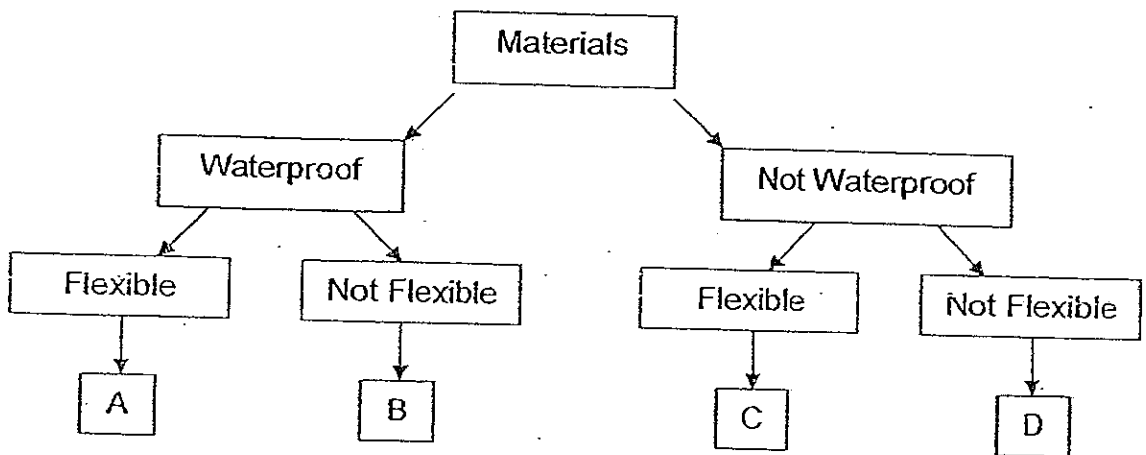 Materials
Waterproof
Not Waterproof
Flexible
Not Flexible
Flexible
Not Flexible
A
B
C
D